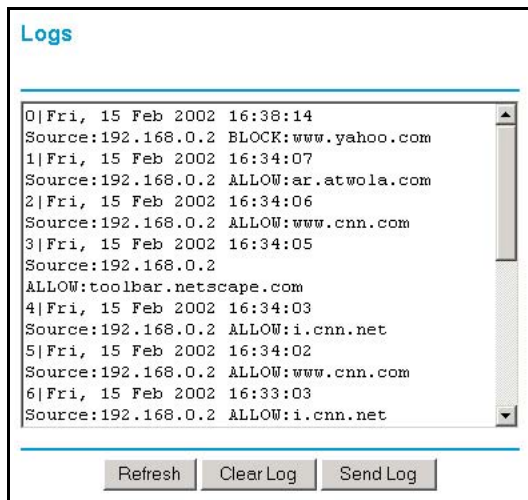 Logs
0|Fri, 15 Feb 2002 16:38:14
Source:192.168.0.2 BLOCK:www.yahoo.com
1|Fri, 15 Feb 2002 16:34:07
Source:192.168.0.2 ALLOW:ar.atwola.com
2|Fri, 15 Feb 2002 16:34:06
Source:192.168.0.2 ALLOW:www.cnn.com
3|Fri, 15 Feb 2002 16:34:05
Source:192.168.0.2
ALLOW:toolbar.netscape.com
4|Fri, 15 Feb 2002 16:34:03
Source:192.168.0.2 ALLOW:i.cnn.net
5|Fri, 15 Feb 2002 16:34:02
Source:192.168.0.2 ALLOW:www.cnn.com
6|Fri, 15 Feb 2002 16:33:03
Source:192.168.0.2 ALLOW:i.cnn.net
Refresh Clear Log Send Log